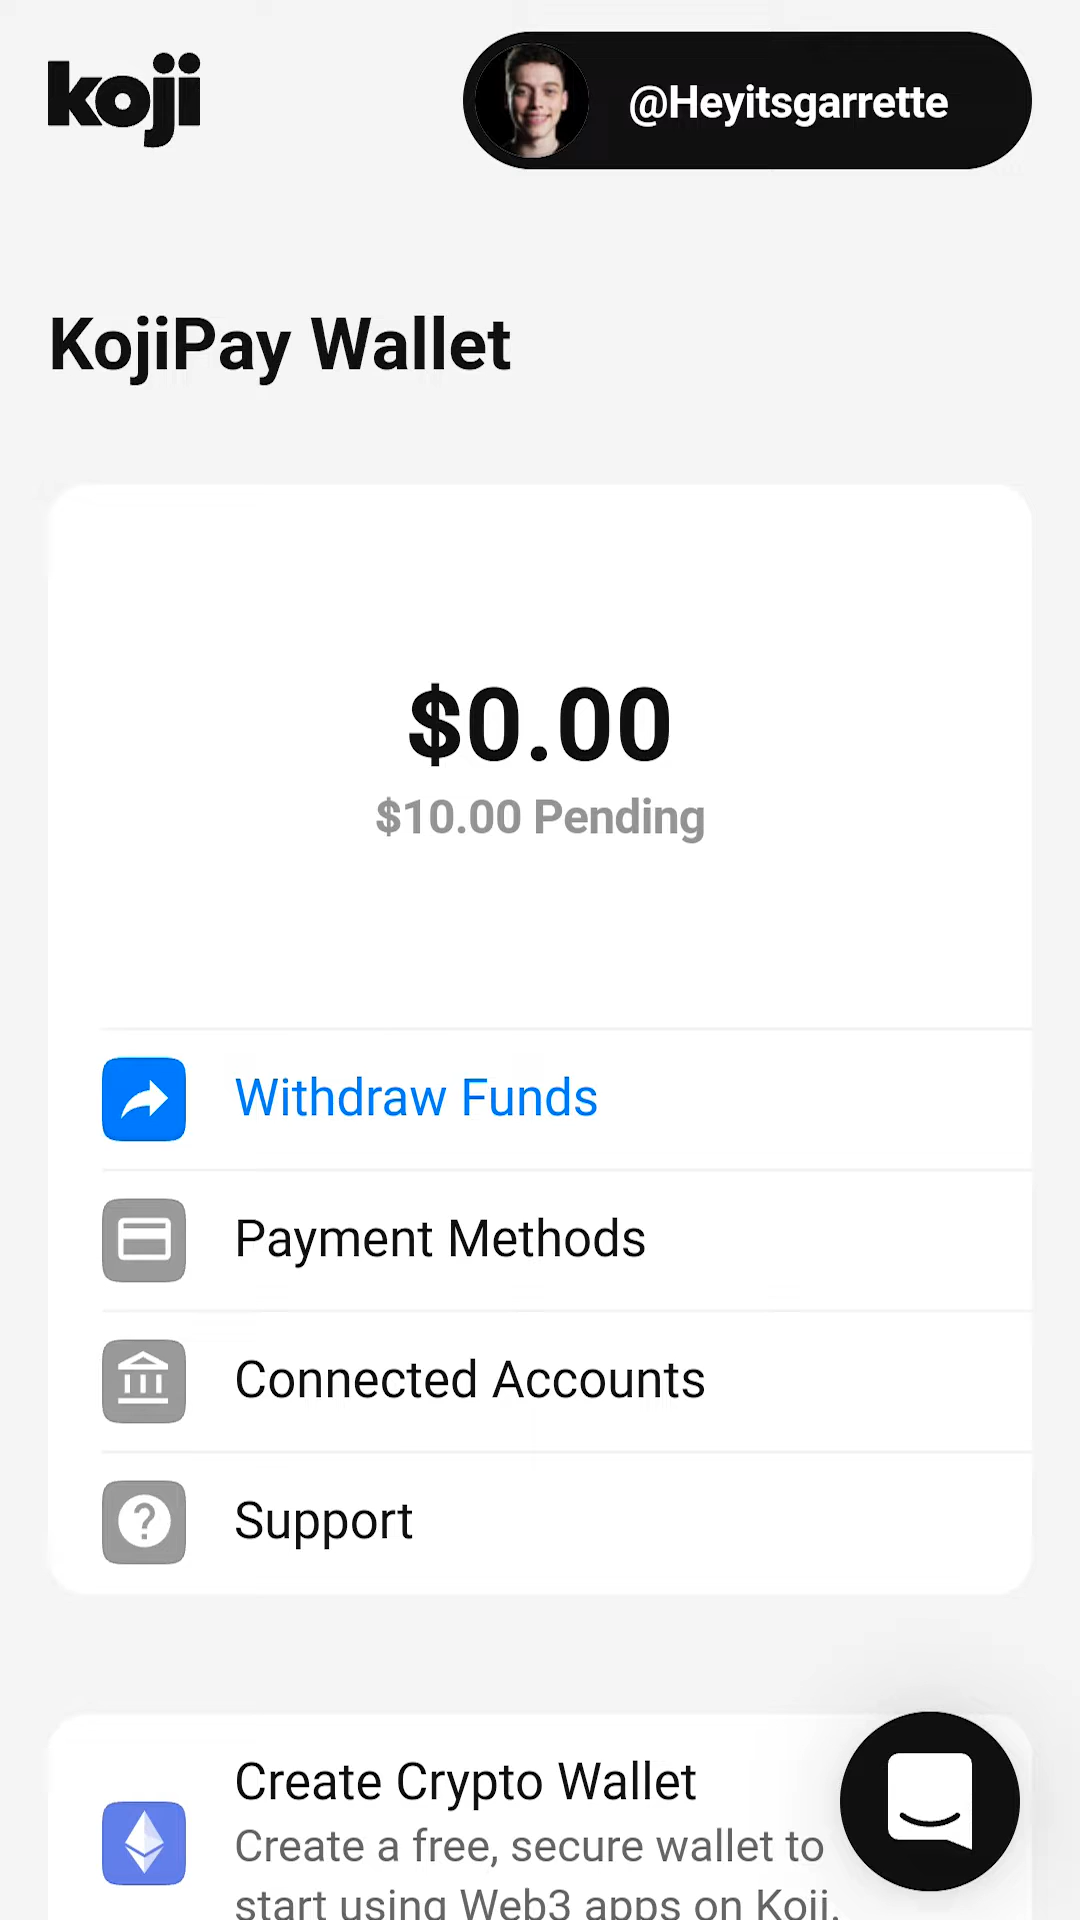 koji
@Heyitsgarrette
KojiPay Wallet
$0.00
$10.00 Pending
Withdraw Funds
Payment Methods
Connected Accounts
Support
Create Crypto Wallet
Create a free, secure wallet to
start using Web3 apps on Koji.